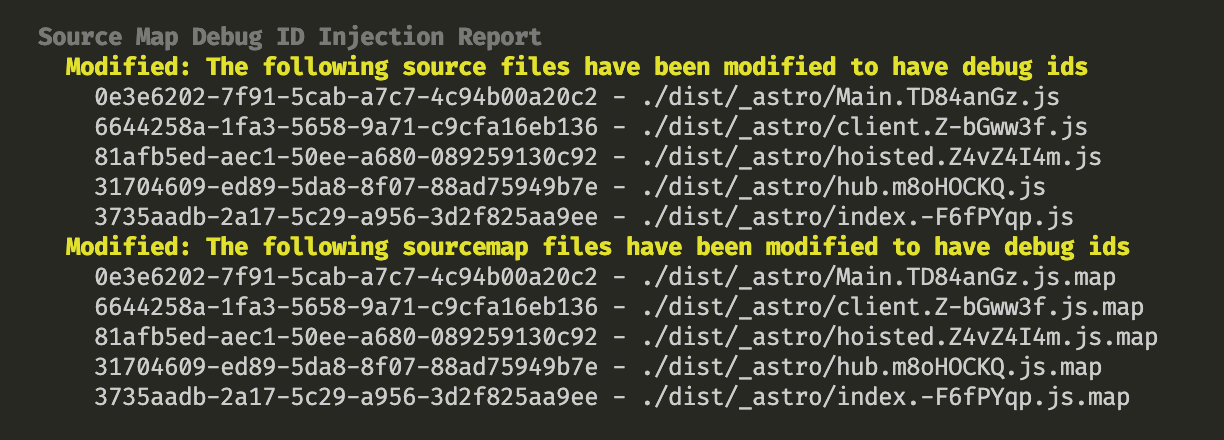 Source Map Debug ID Injection Report
Modified: The following source files have been modified to have debug ids
0e3e6202-7f91-5cab-a7c7-4c94b00a20c2 - ./dist/_astro/Main.TD84anGz.js
6644258a-1fa3-5658-9a71-c9cfa16eb136 - ./dist/_astro/client.Z-bGww3f.js
81afb5ed-aec1-50ee-a680-089259130c92 - ./dist/_astro/hoisted.Z4vZ4I4m.js
31704609-ed89-5da8-8f07-88ad75949b7e - ./dist/_astro/hub.m8oHOCKQ.js
3735aadb-2a17-5c29-a956-3d2f825aa9ee - ./dist/_astro/index.-F6fPYqp.js
Modified: The following sourcemap files have been modified to have debug ids
0e3e6202-7f91-5cab-a7c7-4c94b00a20c2 - ./dist/_astro/Main.TD84anGz.js.map
6644258a-1fa3-5658-9a71-c9cfa16eb136 - ./dist/_astro/client.Z-bGww3f.js.map
81afb5ed-aec1-50ee-a680-089259130c92 - ./dist/_astro/hoisted.Z4vZ4I4m.js.map
31704609-ed89-5da8-8f07-88ad75949b7e - ./dist/_astro/hub.m8oHOCKQ.js.map
3735aadb-2a17-5c29-a956-3d2f825aa9ee - ./dist/_astro/index.-F6fPYqp.js.map